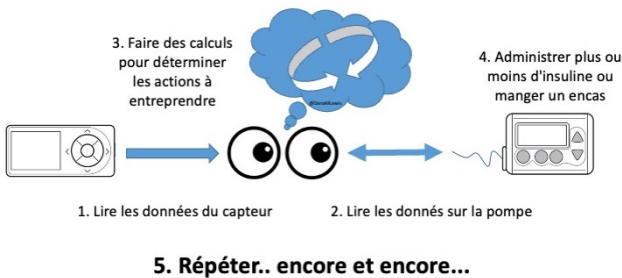 3. Faire des calculs
pour déterminer
les actions à
entreprendre
@DanaMLewis
4. Administrer plus ou
moins d'insuline ou
manger un encas
1. Lire les données du capteur
2. Lire les donnés sur la pompe
5. Répéter.. encore et encore...